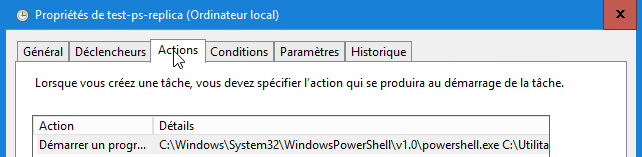 Propriétés de test-ps-replica (Ordinateur local)
Général Déclencheurs Actions Conditions Paramètres Historique
Lorsque vous créez une tâche, vous devez spécifier l'action qui se produira au démarrage de la tâche.
Action Détails
Démarrer un progr... C:\Windows\System32\WindowsPowerShell\v1.0\powershell.exe C:\Utilita